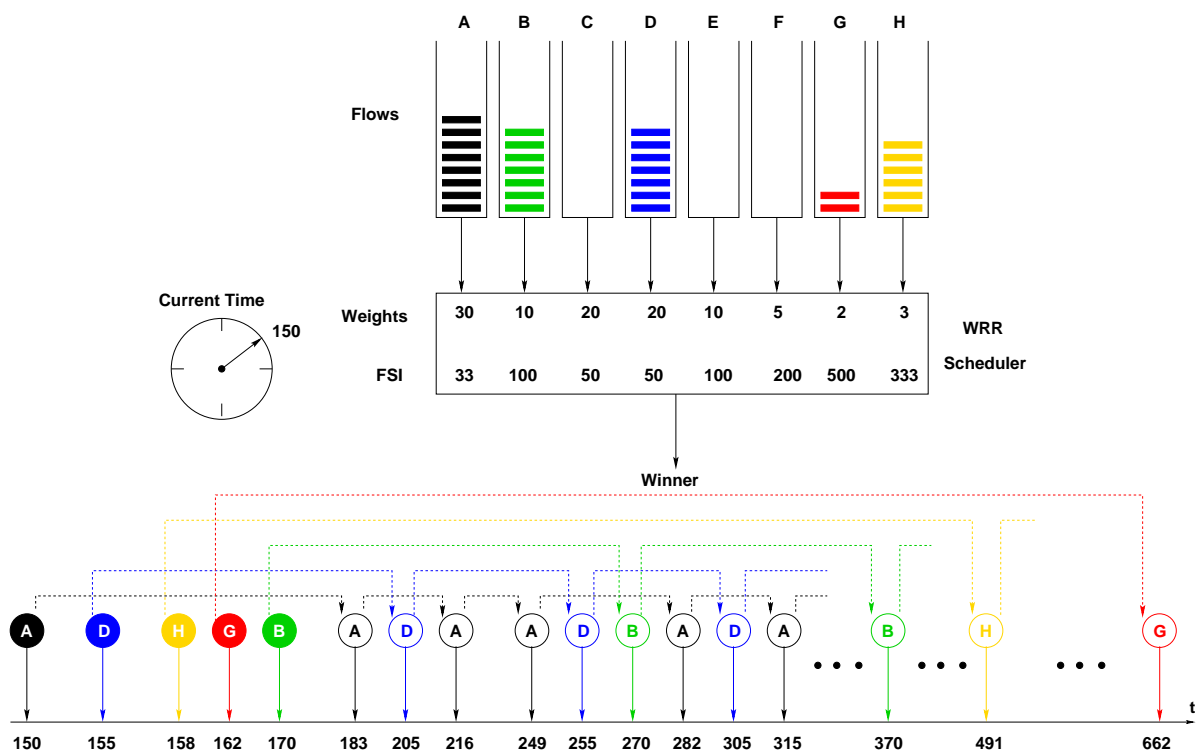 A B C D E F G H
Flows
Current Time
150
Weights 30 10 20 20 10 5 2 3
WRR
Scheduler
FSI 33 100 50 50 100 200 500 333
Winner
A D H G B A D A A D B A D A B H G
t
150 155 158 162 170 183 205 216 249 255 270 282 305 315 370 491 662